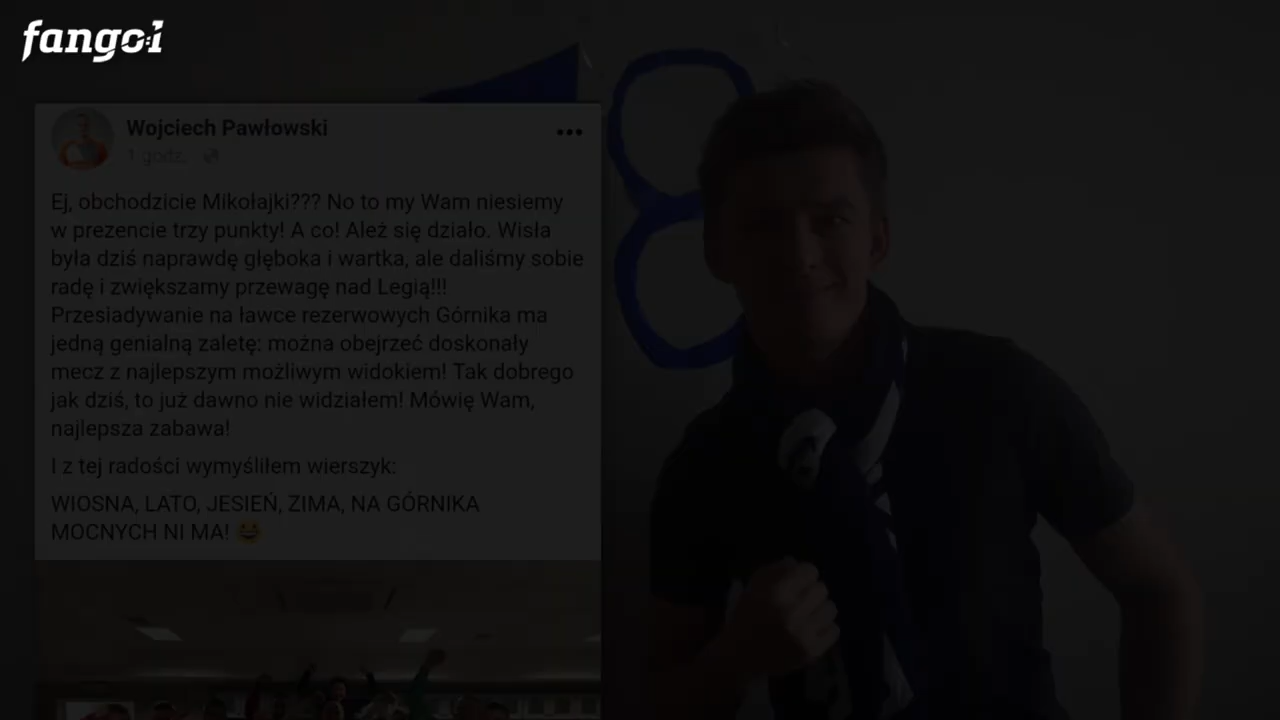 fangol
Wojciech Pawłowski
1 godz.
Ej, obchodzicie Mikołajki??? No to my Wam niesiemy
w prezencie trzy punkty! A co! Ależ się działo. Wisła
była dziś naprawdę głęboka i wartka, ale daliśmy sobie
radę i zwiększamy przewagę nad Legią!!!
Przesiadywanie na ławce rezerwowych Górnika ma
jedną genialną zaletę: można obejrzeć doskonały
mecz z najlepszym możliwym widokiem! Tak dobrego
jak dziś, to już dawno nie widziałem! Mówię Wam,
najlepsza zabawa!
I z tej radości wymyśliłem wierszyk:
WIOSNA, LATO, JESIEŃ, ZIMA, NA GÓRNIKA
MOCNYCH NI MA! 😄
18